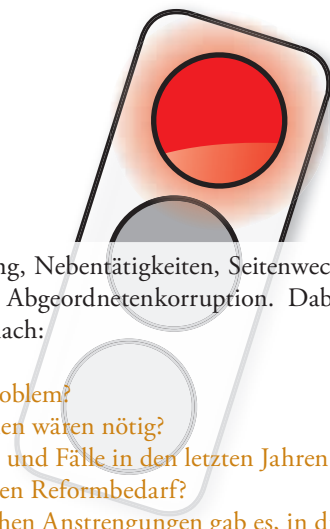 ng, Nebentätigkeiten, Seitenwec
Abgeordnetenkorruption. Dab
nach:
oblem?
en wären nötig?
und Fälle in den letzten Jahren
en Reformbedarf?
hen Anstrengungen gab es, in d